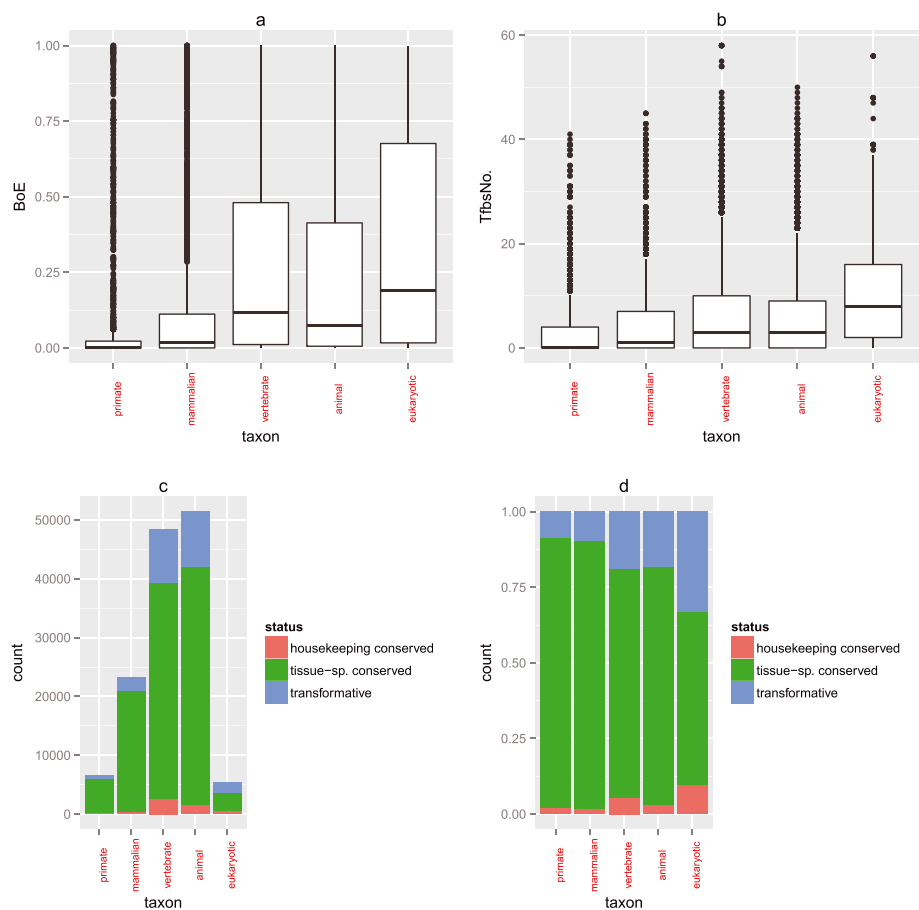 a
1.00
0.75
0.50
0.25
0.00
BoE
primate
mammalian
vertebrate
animal
eukaryotic
taxon
b
60
40
20
0
TfbsNo.
primate
mammalian
vertebrate
animal
eukaryotic
taxon
c
50000
40000
30000
20000
10000
0
count
primate
mammalian
vertebrate
animal
eukaryotic
taxon
status
housekeeping conserved
tissue−sp. conserved
transformative
d
1.00
0.75
0.50
0.25
0.00
count
primate
mammalian
vertebrate
animal
eukaryotic
taxon
status
housekeeping conserved
tissue−sp. conserved
transformative